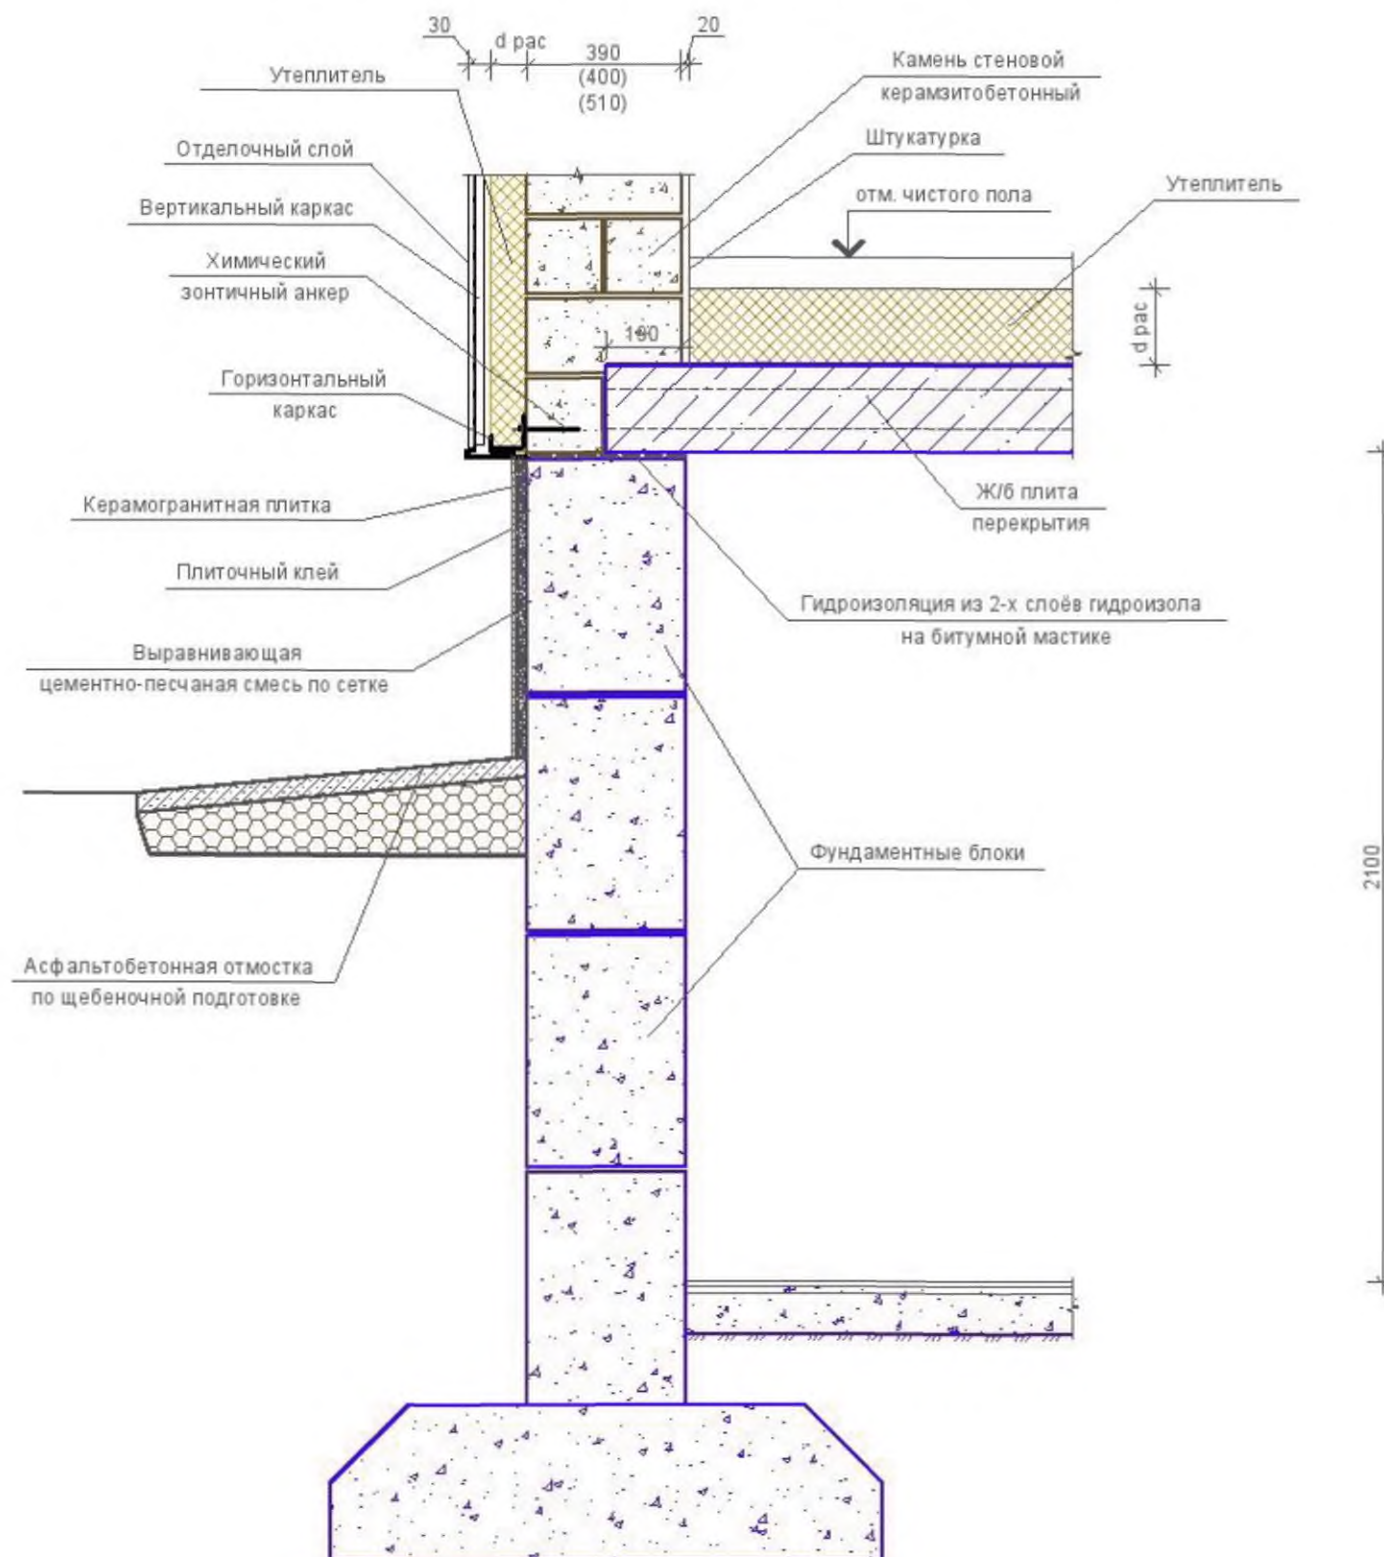 30
d рас
390
(400)
(510)
20
Утеплитель
Отделочный слой
Вертикальный каркас
Химический
зонтичный анкер
Горизонтальный
каркас
Керамогранитная плитка
Плиточный клей
Выравнивающая
цементно-песчаная смесь по сетке
Асфальтобетонная отмостка
по щебеночной подготовке
Камень стеновой
керамзитобетонный
Штукатурка
отм. чистого пола
Утеплитель
190
d рас
Ж/б плита
перекрытия
Гидроизоляция из 2-х слоёв гидроизола
на битумной мастике
Фундаментные блоки
2100